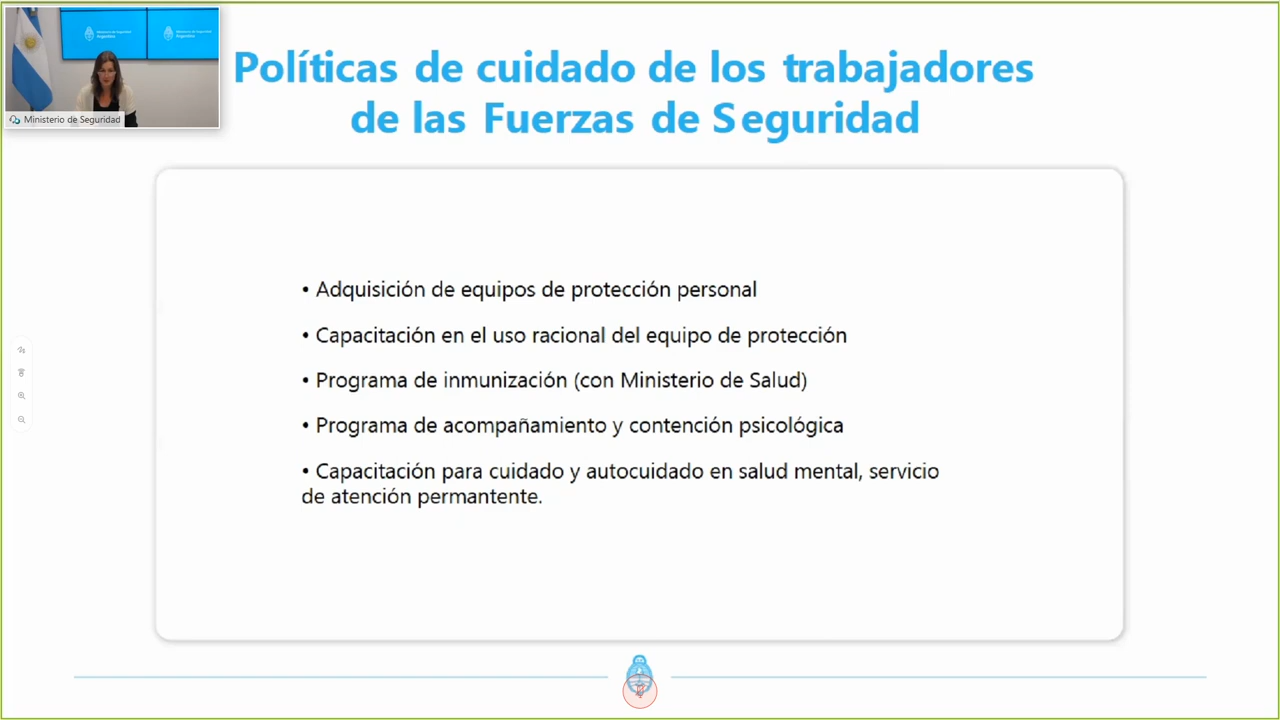 Ministerio de Seguridad
Políticas de cuidado de los trabajadores
de las Fuerzas de Seguridad
• Adquisición de equipos de protección personal
• Capacitación en el uso racional del equipo de protección
• Programa de inmunización (con Ministerio de Salud)
• Programa de acompañamiento y contención psicológica
• Capacitación para cuidado y autocuidado en salud mental, servicio
de atención permantente.